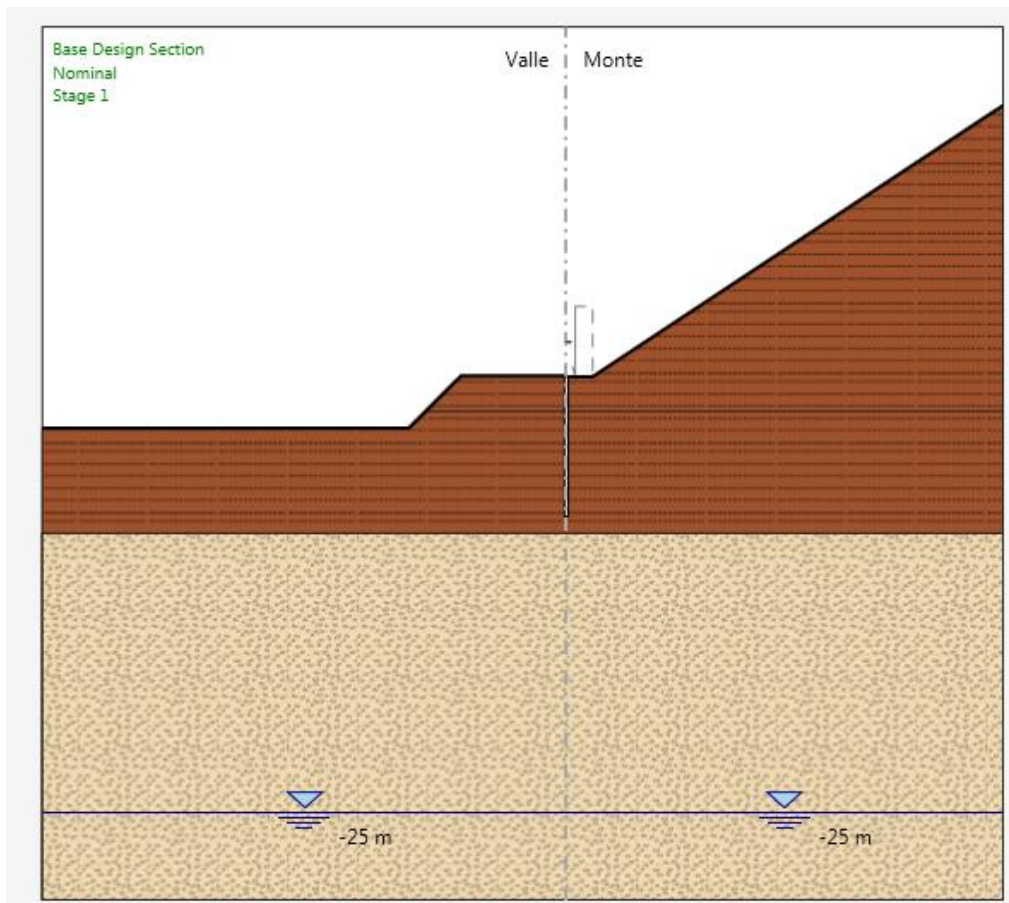 Base Design Section
Nominal
Stage 1
Valle Monte
-25 m -25 m